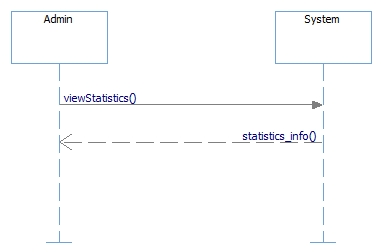 Admin
System
viewStatistics()
statistics_info()